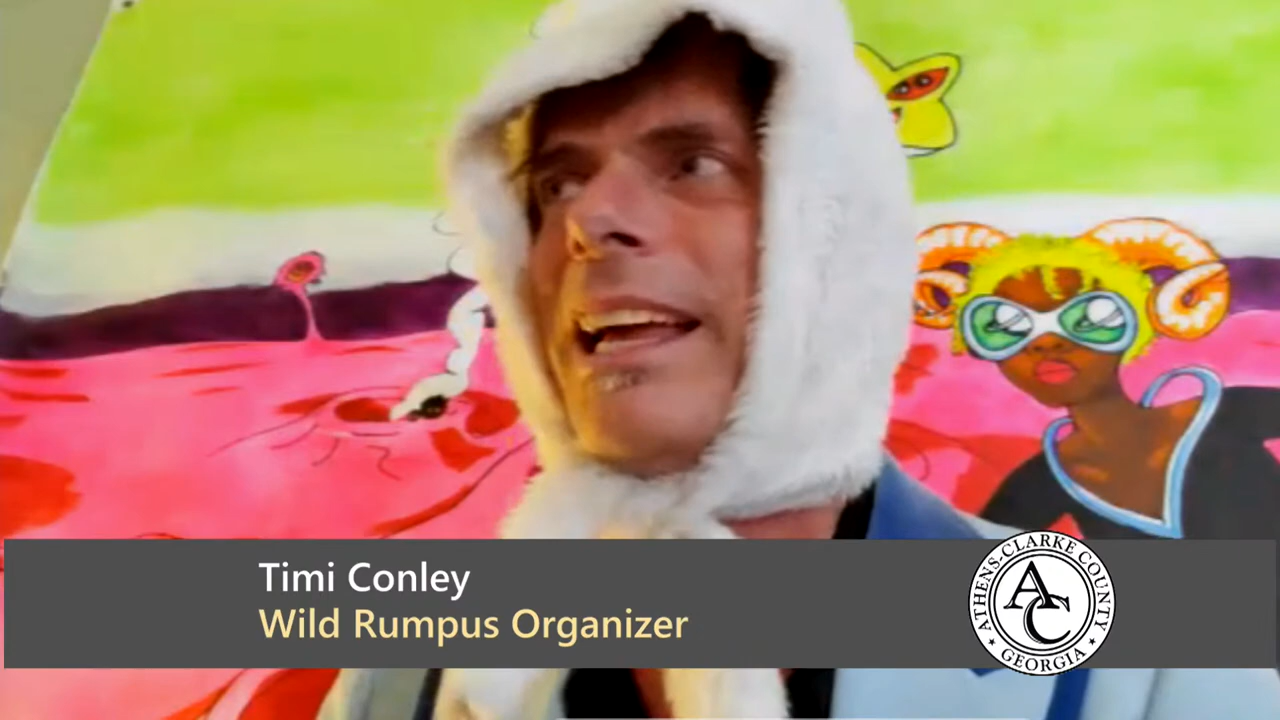 Timi Conley
Wild Rumpus Organizer
ATHENS-CLARKE COUNTY
AC
GEORGIA